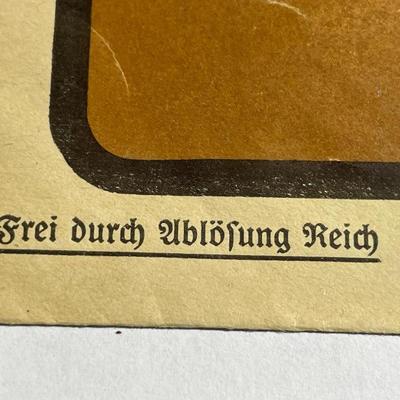 Frei durch Ablöſung Reich